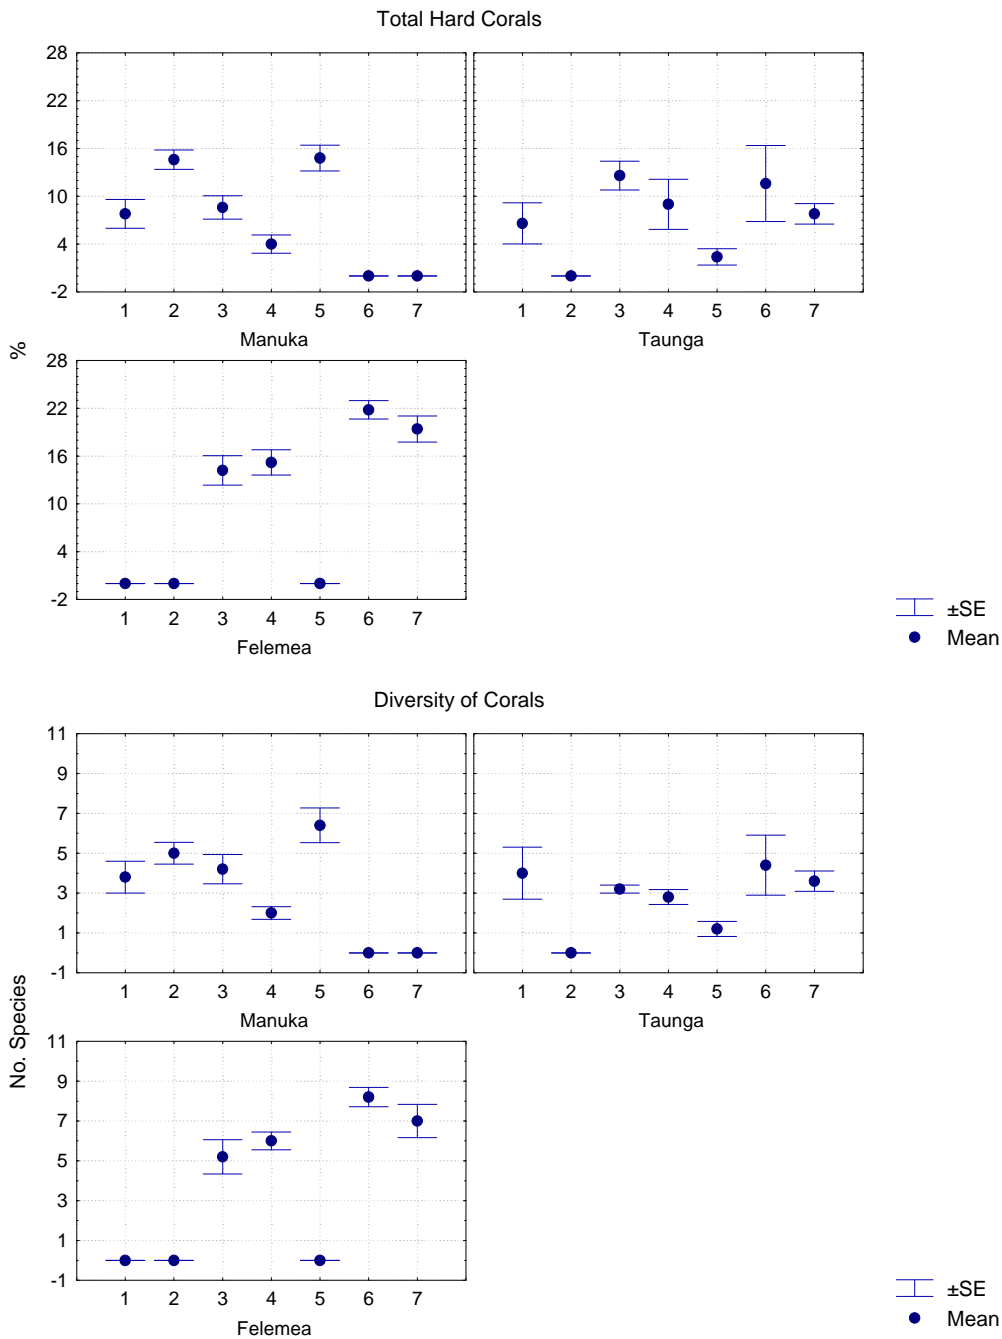 Total Hard Corals
28
22
16
10
4
-2
1 2 3 4 5 6 7
Manuka
1 2 3 4 5 6 7
Taunga
%
28
22
16
10
4
-2
1 2 3 4 5 6 7
Felemea
±SE
Mean
Diversity of Corals
11
9
7
5
3
1
-1
1 2 3 4 5 6 7
Manuka
1 2 3 4 5 6 7
Taunga
No. Species
11
9
7
5
3
1
-1
1 2 3 4 5 6 7
Felemea
±SE
Mean